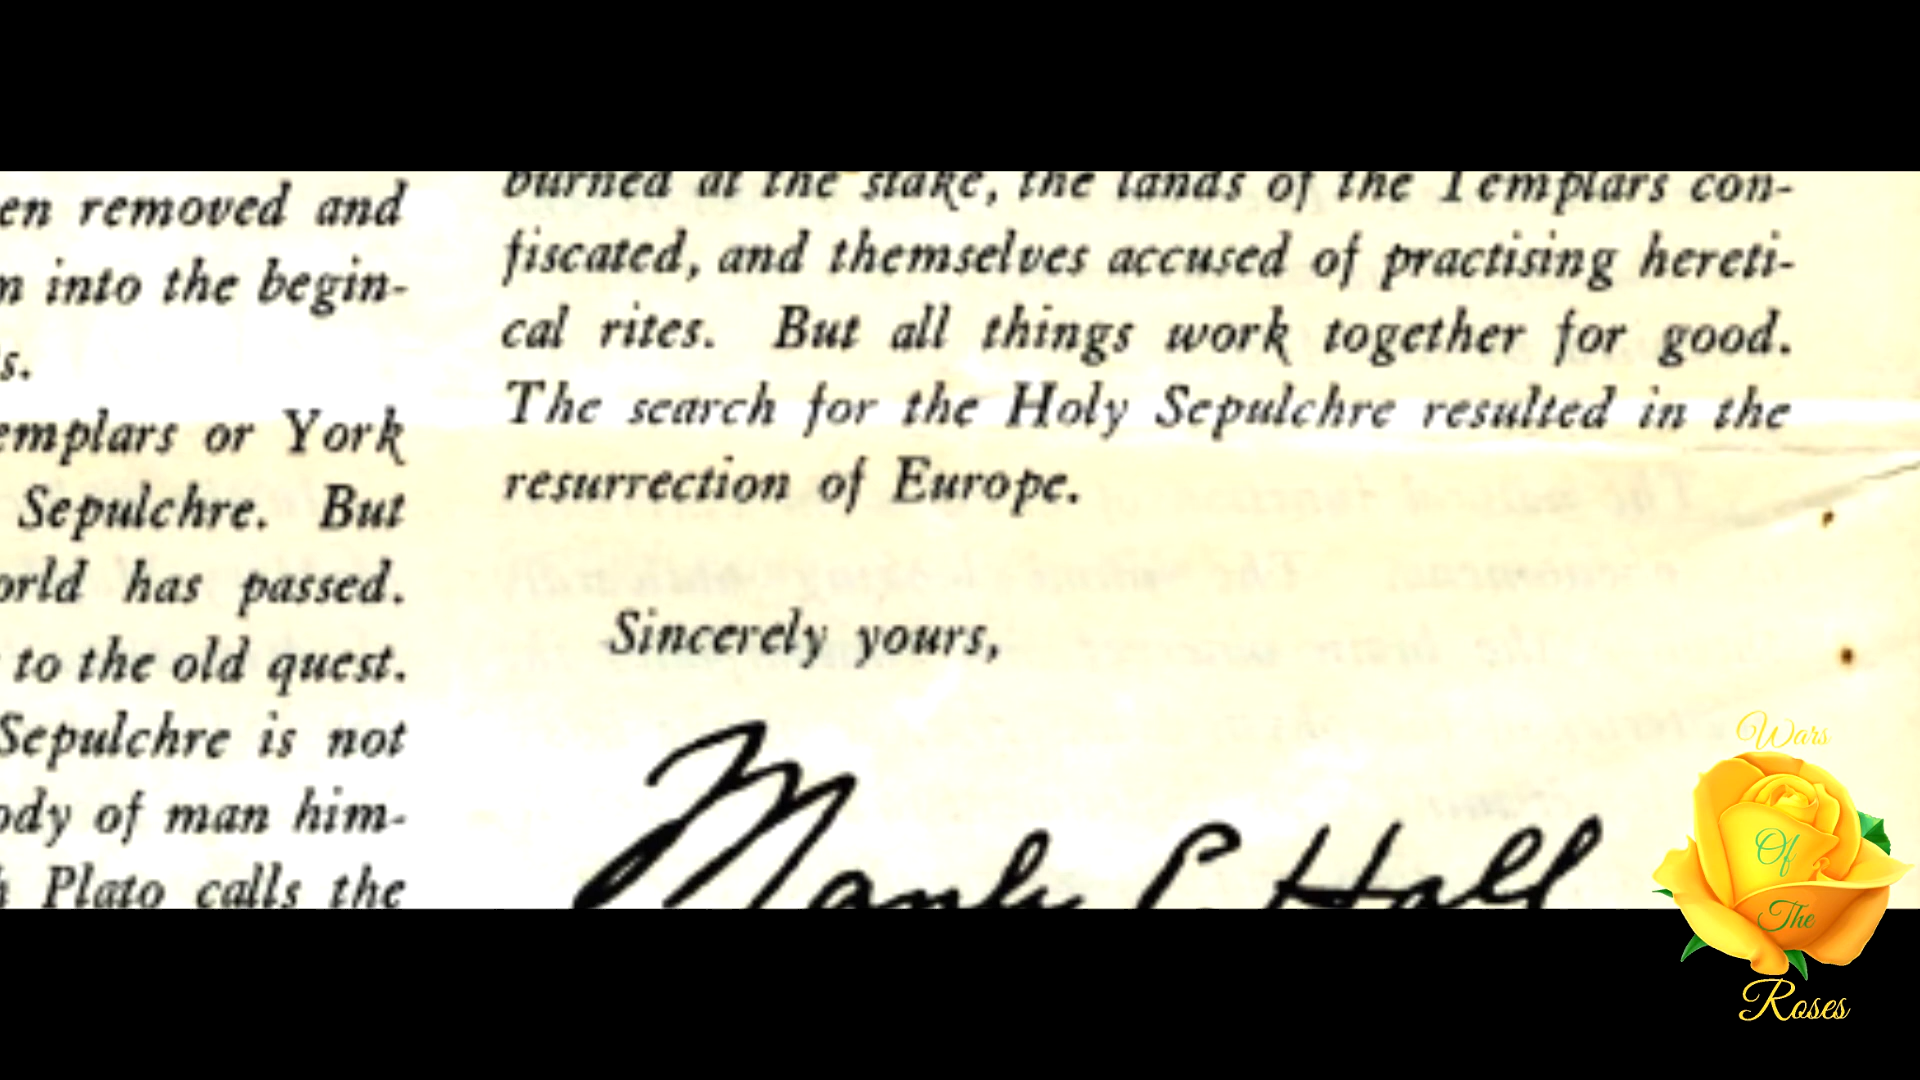 en removed and
n into the begin-
s.
emplars or York
Sepulchre. But
orld has passed.
to the old quest.
Sepulchre is not
ody of man him-
h Plato calls the
burned at the stake, the lands of the Templars con-
fiscated, and themselves accused of practising hereti-
cal rites. But all things work together for good.
The search for the Holy Sepulchre resulted in the
resurrection of Europe.
Sincerely yours,
Manly P. Hall
Wars
Of
The
Roses